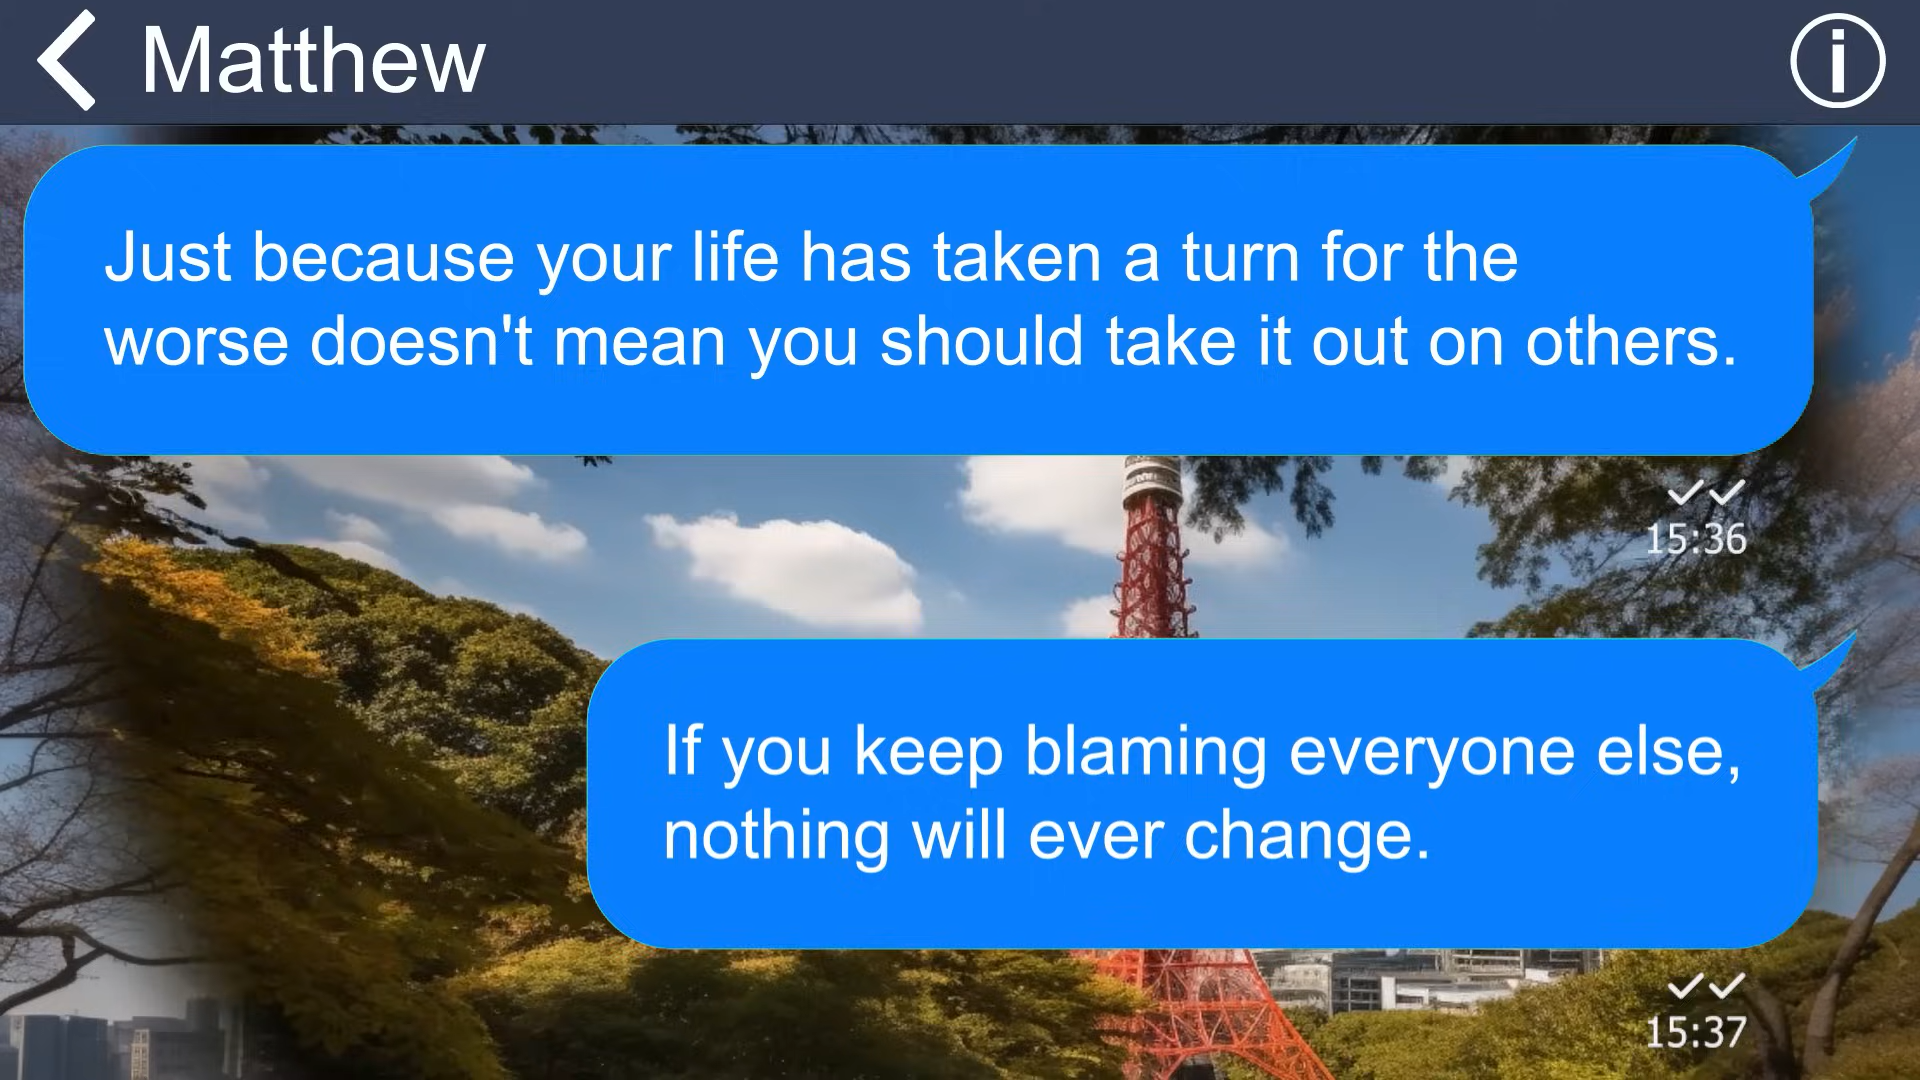 Matthew
Just because your life has taken a turn for the
worse doesn't mean you should take it out on others.
15:36
If you keep blaming everyone else,
nothing will ever change.
15:37